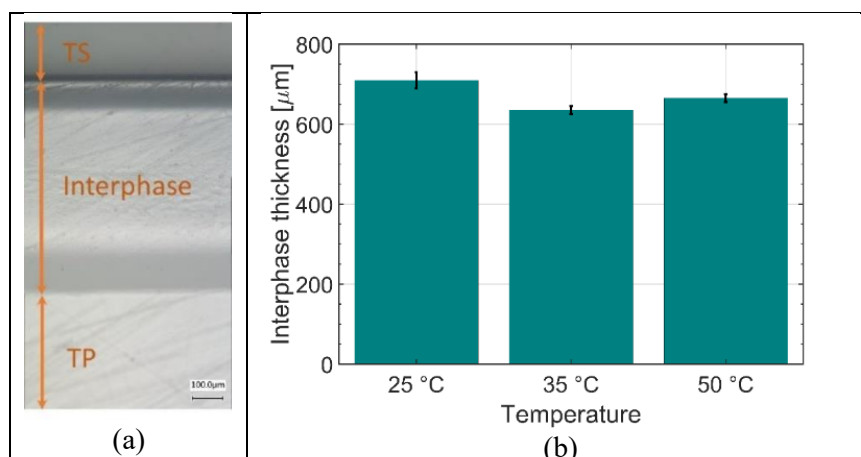 TS
Interphase
TP
100.0μm
(a)
800
600
400
200
0
Interphase thickness [μm]
25 °C
35 °C
50 °C
Temperature
(b)